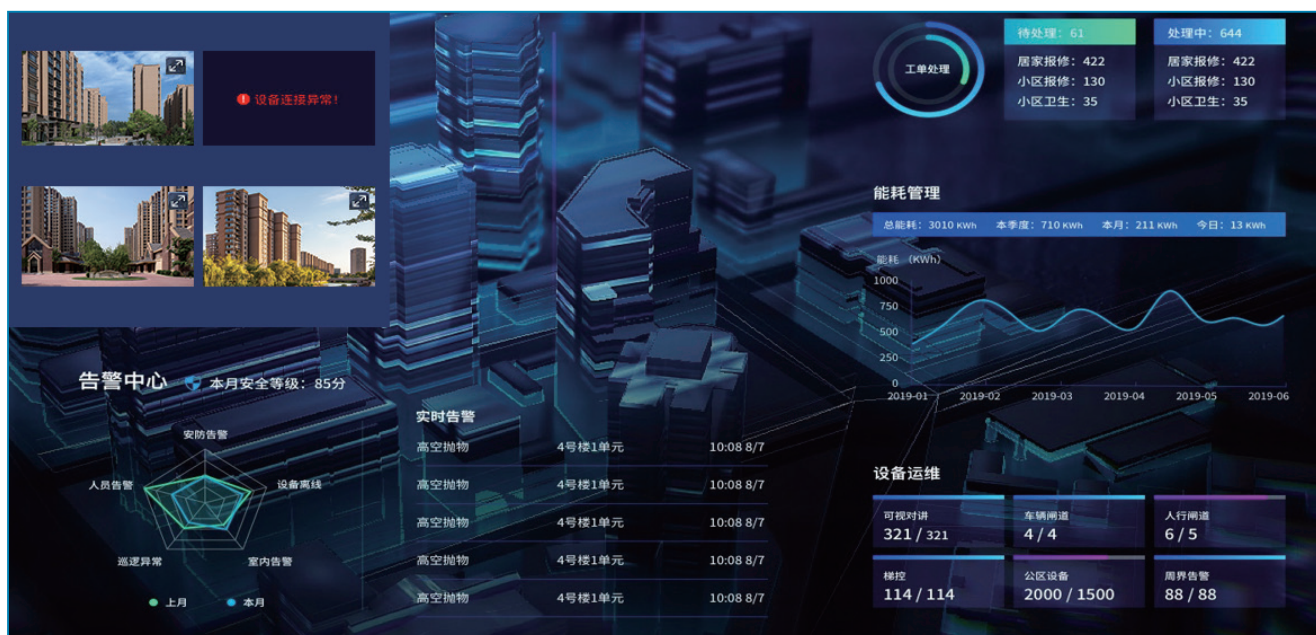 设备连接异常!
工单处理
待处理: 61
居家报修: 422
小区报修: 130
小区卫生: 35
处理中: 644
居家报修: 422
小区报修: 130
小区卫生: 35
能耗管理
总能耗: 3010 KWh 本季度: 710 KWh 本月: 211 KWh 今日: 13 KWh
能耗 (KWh)
1000
750
500
250
0
2019-01 2019-02 2019-03 2019-04 2019-05 2019-06
告警中心 本月安全等级: 85分
安防告警
人员告警
设备离线
巡逻异常
室内告警
上月 本月
实时告警
高空抛物 4号楼1单元 10:08 8/7
高空抛物 4号楼1单元 10:08 8/7
高空抛物 4号楼1单元 10:08 8/7
高空抛物 4号楼1单元 10:08 8/7
高空抛物 4号楼1单元 10:08 8/7
设备运维
可视对讲
321 / 321
车辆闸道
4 / 4
人行闸道
6 / 5
梯控
114 / 114
公区设备
2000 / 1500
周界告警
88 / 88